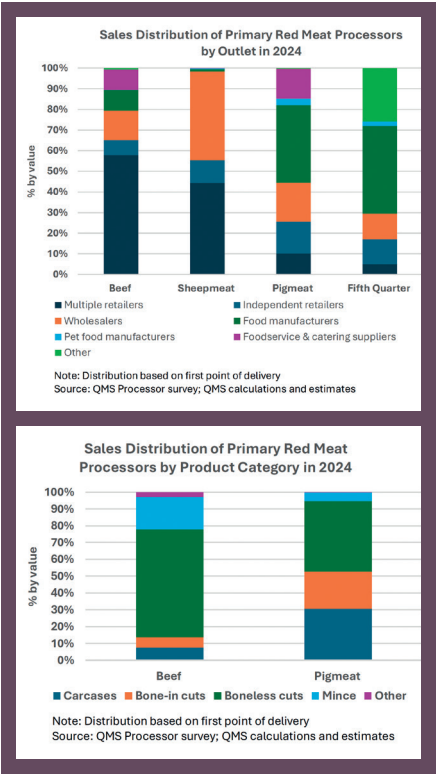 Sales Distribution of Primary Red Meat Processors
by Outlet in 2024
100%
90%
80%
70%
60%
50%
40%
30%
20%
10%
0%
% by value
Beef Sheepmeat Pigmeat Fifth Quarter
Multiple retailers Independent retailers
Wholesalers Food manufacturers
Pet food manufacturers Foodservice & catering suppliers
Other
Note: Distribution based on first point of delivery
Source: QMS Processor survey; QMS calculations and estimates
Sales Distribution of Primary Red Meat
Processors by Product Category in 2024
100%
90%
80%
70%
60%
50%
40%
30%
20%
10%
0%
% by value
Beef Pigmeat
Carcases Bone-in cuts Boneless cuts Mince Other
Note: Distribution based on first point of delivery
Source: QMS Processor survey; QMS calculations and estimates